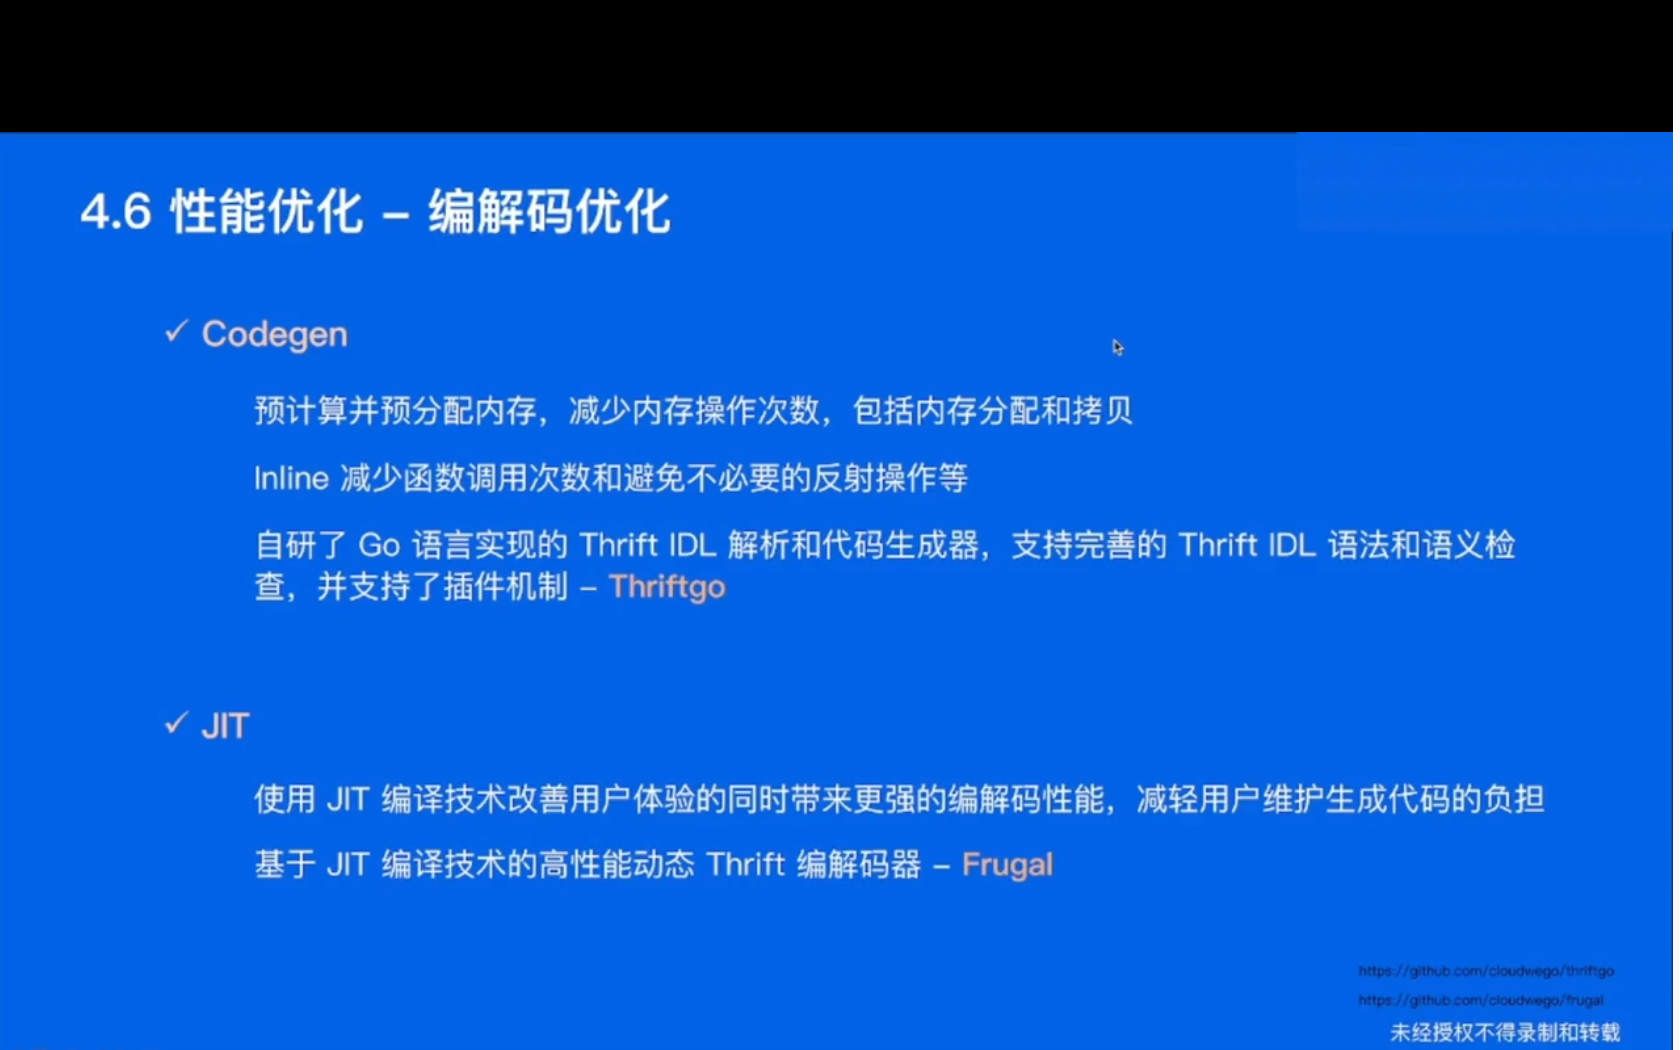 4.6 性能优化 – 编解码优化
✓ Codegen
预计算并预分配内存，减少内存操作次数，包括内存分配和拷贝
Inline 减少函数调用次数和避免不必要的反射操作等
自研了 Go 语言实现的 Thrift IDL 解析和代码生成器，支持完善的 Thrift IDL 语法和语义检
查，并支持了插件机制 – Thriftgo
✓ JIT
使用 JIT 编译技术改善用户体验的同时带来更强的编解码性能，减轻用户维护生成代码的负担
基于 JIT 编译技术的高性能动态 Thrift 编解码器 – Frugal
https://github.com/cloudwego/thriftgo
https://github.com/cloudwego/frugal
未经授权不得录制和转载